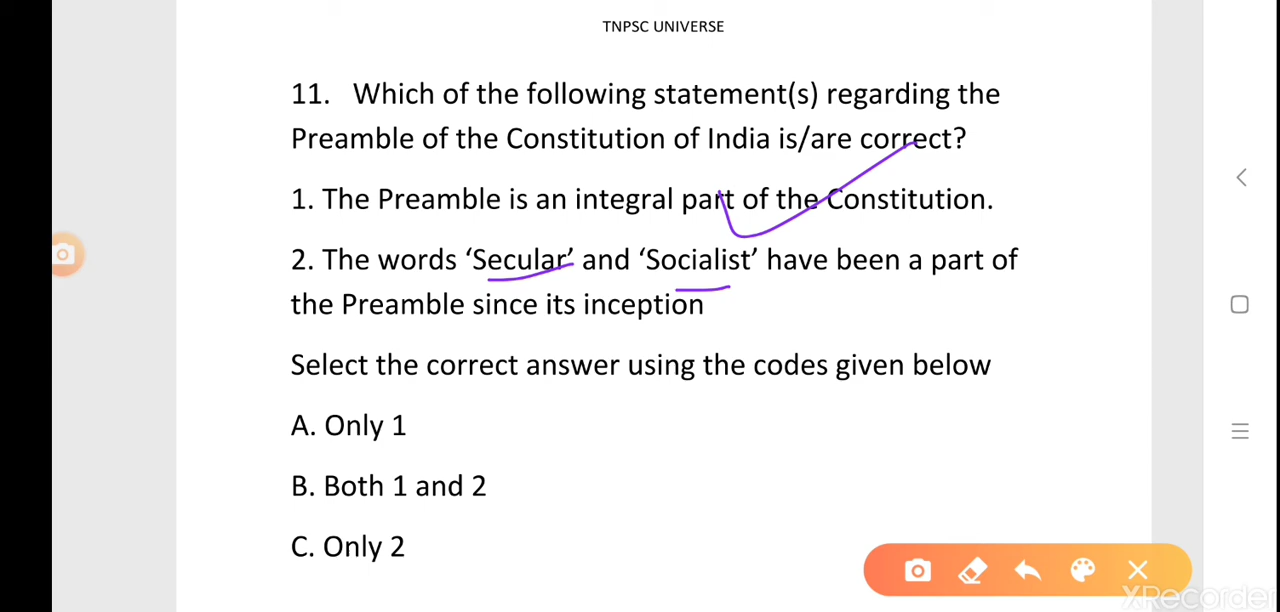 TNPSC UNIVERSE
11. Which of the following statement(s) regarding the
Preamble of the Constitution of India is/are correct?
1. The Preamble is an integral part of the Constitution.
2. The words ‘Secular’ and ‘Socialist’ have been a part of
the Preamble since its inception
Select the correct answer using the codes given below
A. Only 1
B. Both 1 and 2
C. Only 2
XRecorder